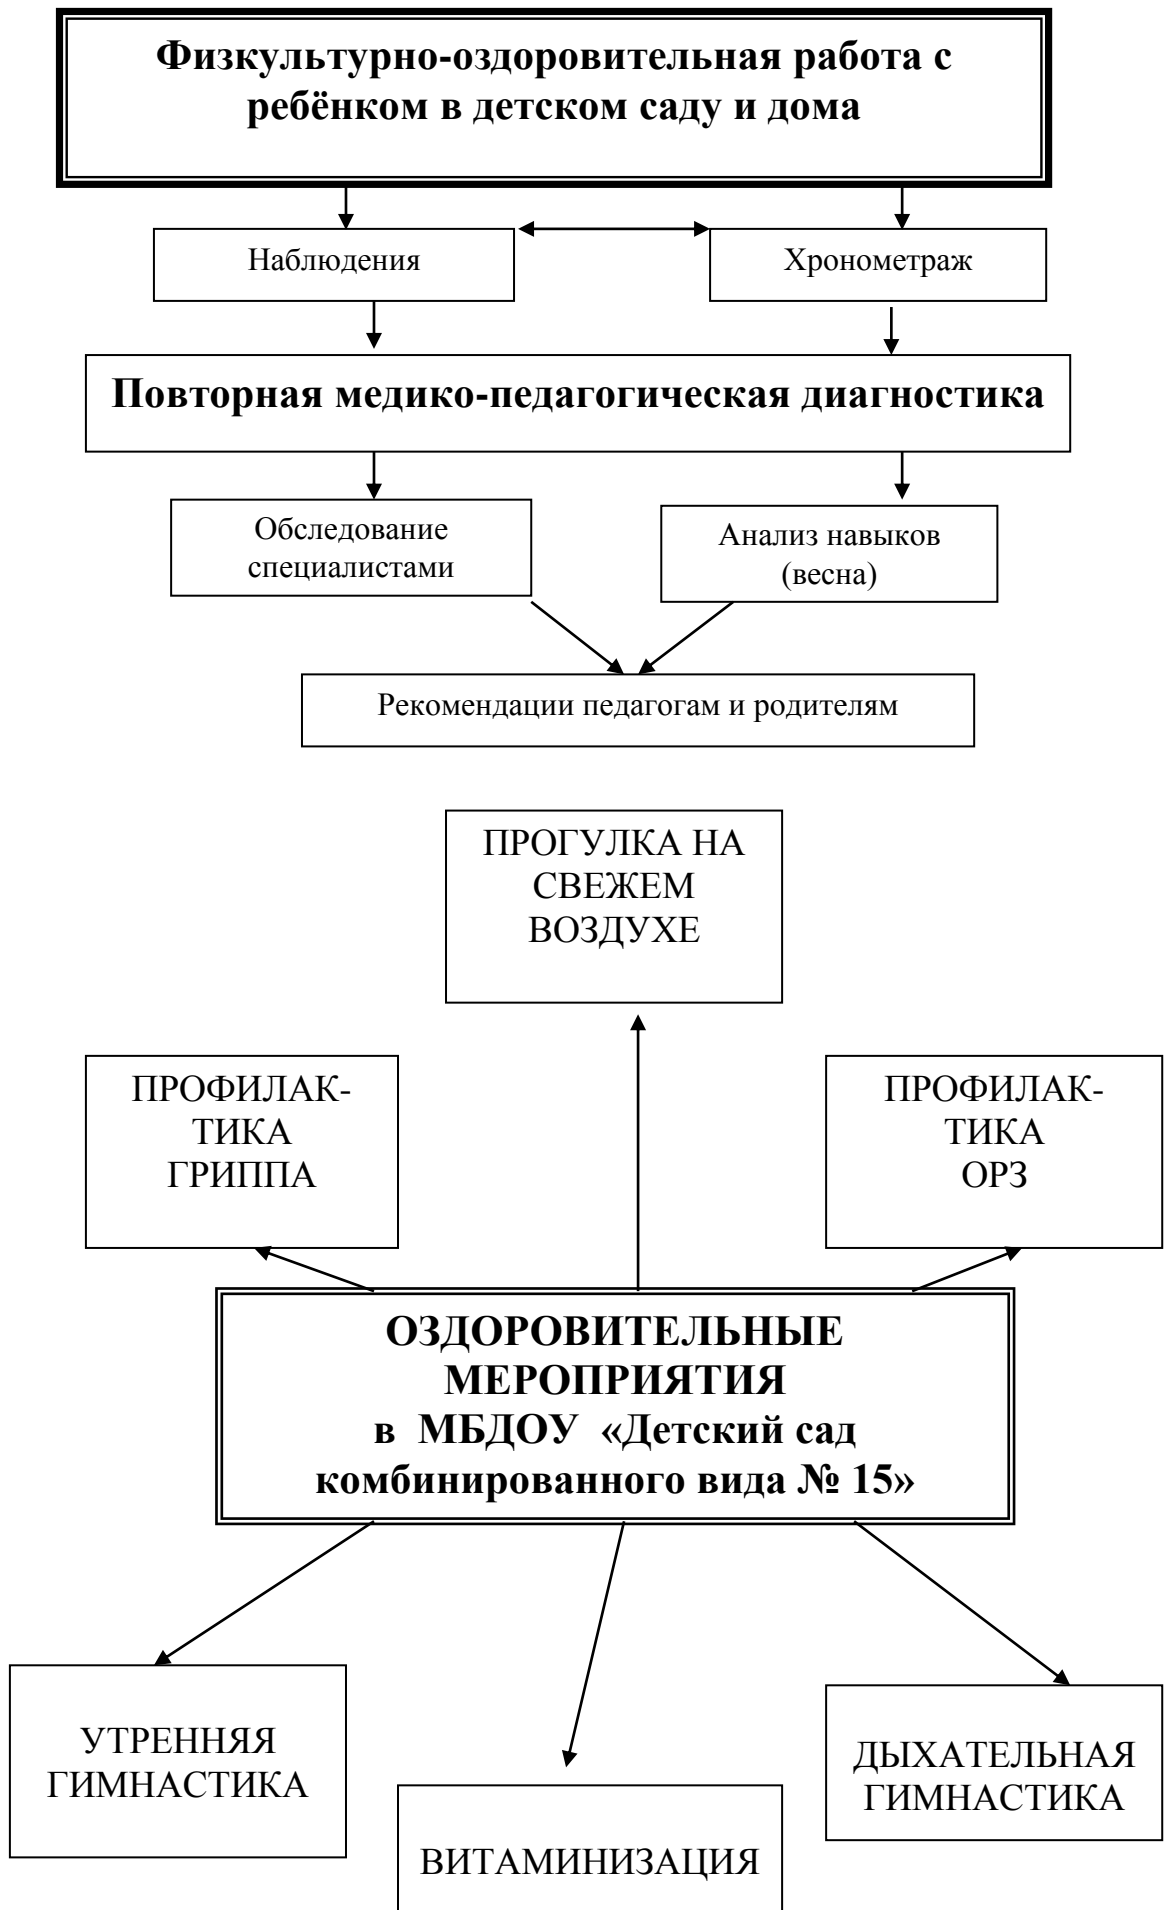 Физкультурно-оздоровительная работа с
ребёнком в детском саду и дома
Наблюдения
Хронометраж
Повторная медико-педагогическая диагностика
Обследование
специалистами
Анализ навыков
(весна)
Рекомендации педагогам и родителям
ПРОГУЛКА НА
СВЕЖЕМ
ВОЗДУХЕ
ПРОФИЛАК-
ТИКА
ГРИППА
ПРОФИЛАК-
ТИКА
ОРЗ
ОЗДОРОВИТЕЛЬНЫЕ
МЕРОПРИЯТИЯ
в МБДОУ «Детский сад
комбинированного вида № 15»
УТРЕННЯЯ
ГИМНАСТИКА
ДЫХАТЕЛЬНАЯ
ГИМНАСТИКА
ВИТАМИНИЗАЦИЯ